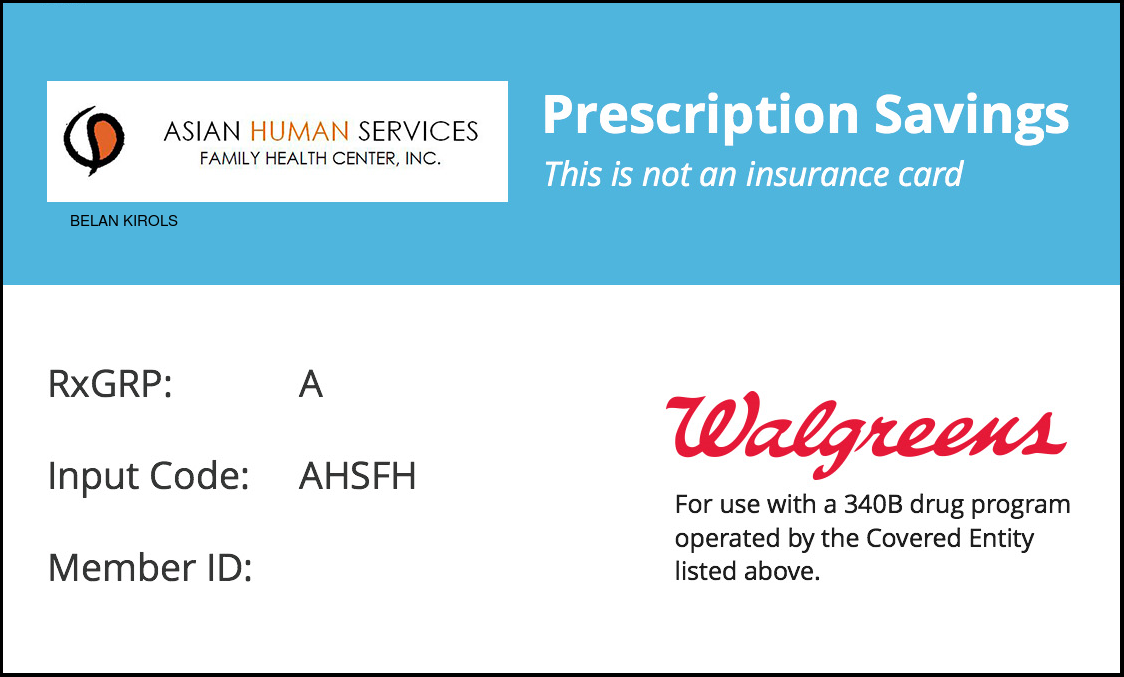 ASIAN HUMAN SERVICES
FAMILY HEALTH CENTER, INC.
BELAN KIROLS
Prescription Savings
This is not an insurance card
RxGRP: A
Input Code: AHSFH
Member ID:
Walgreens
For use with a 340B drug program
operated by the Covered Entity
listed above.